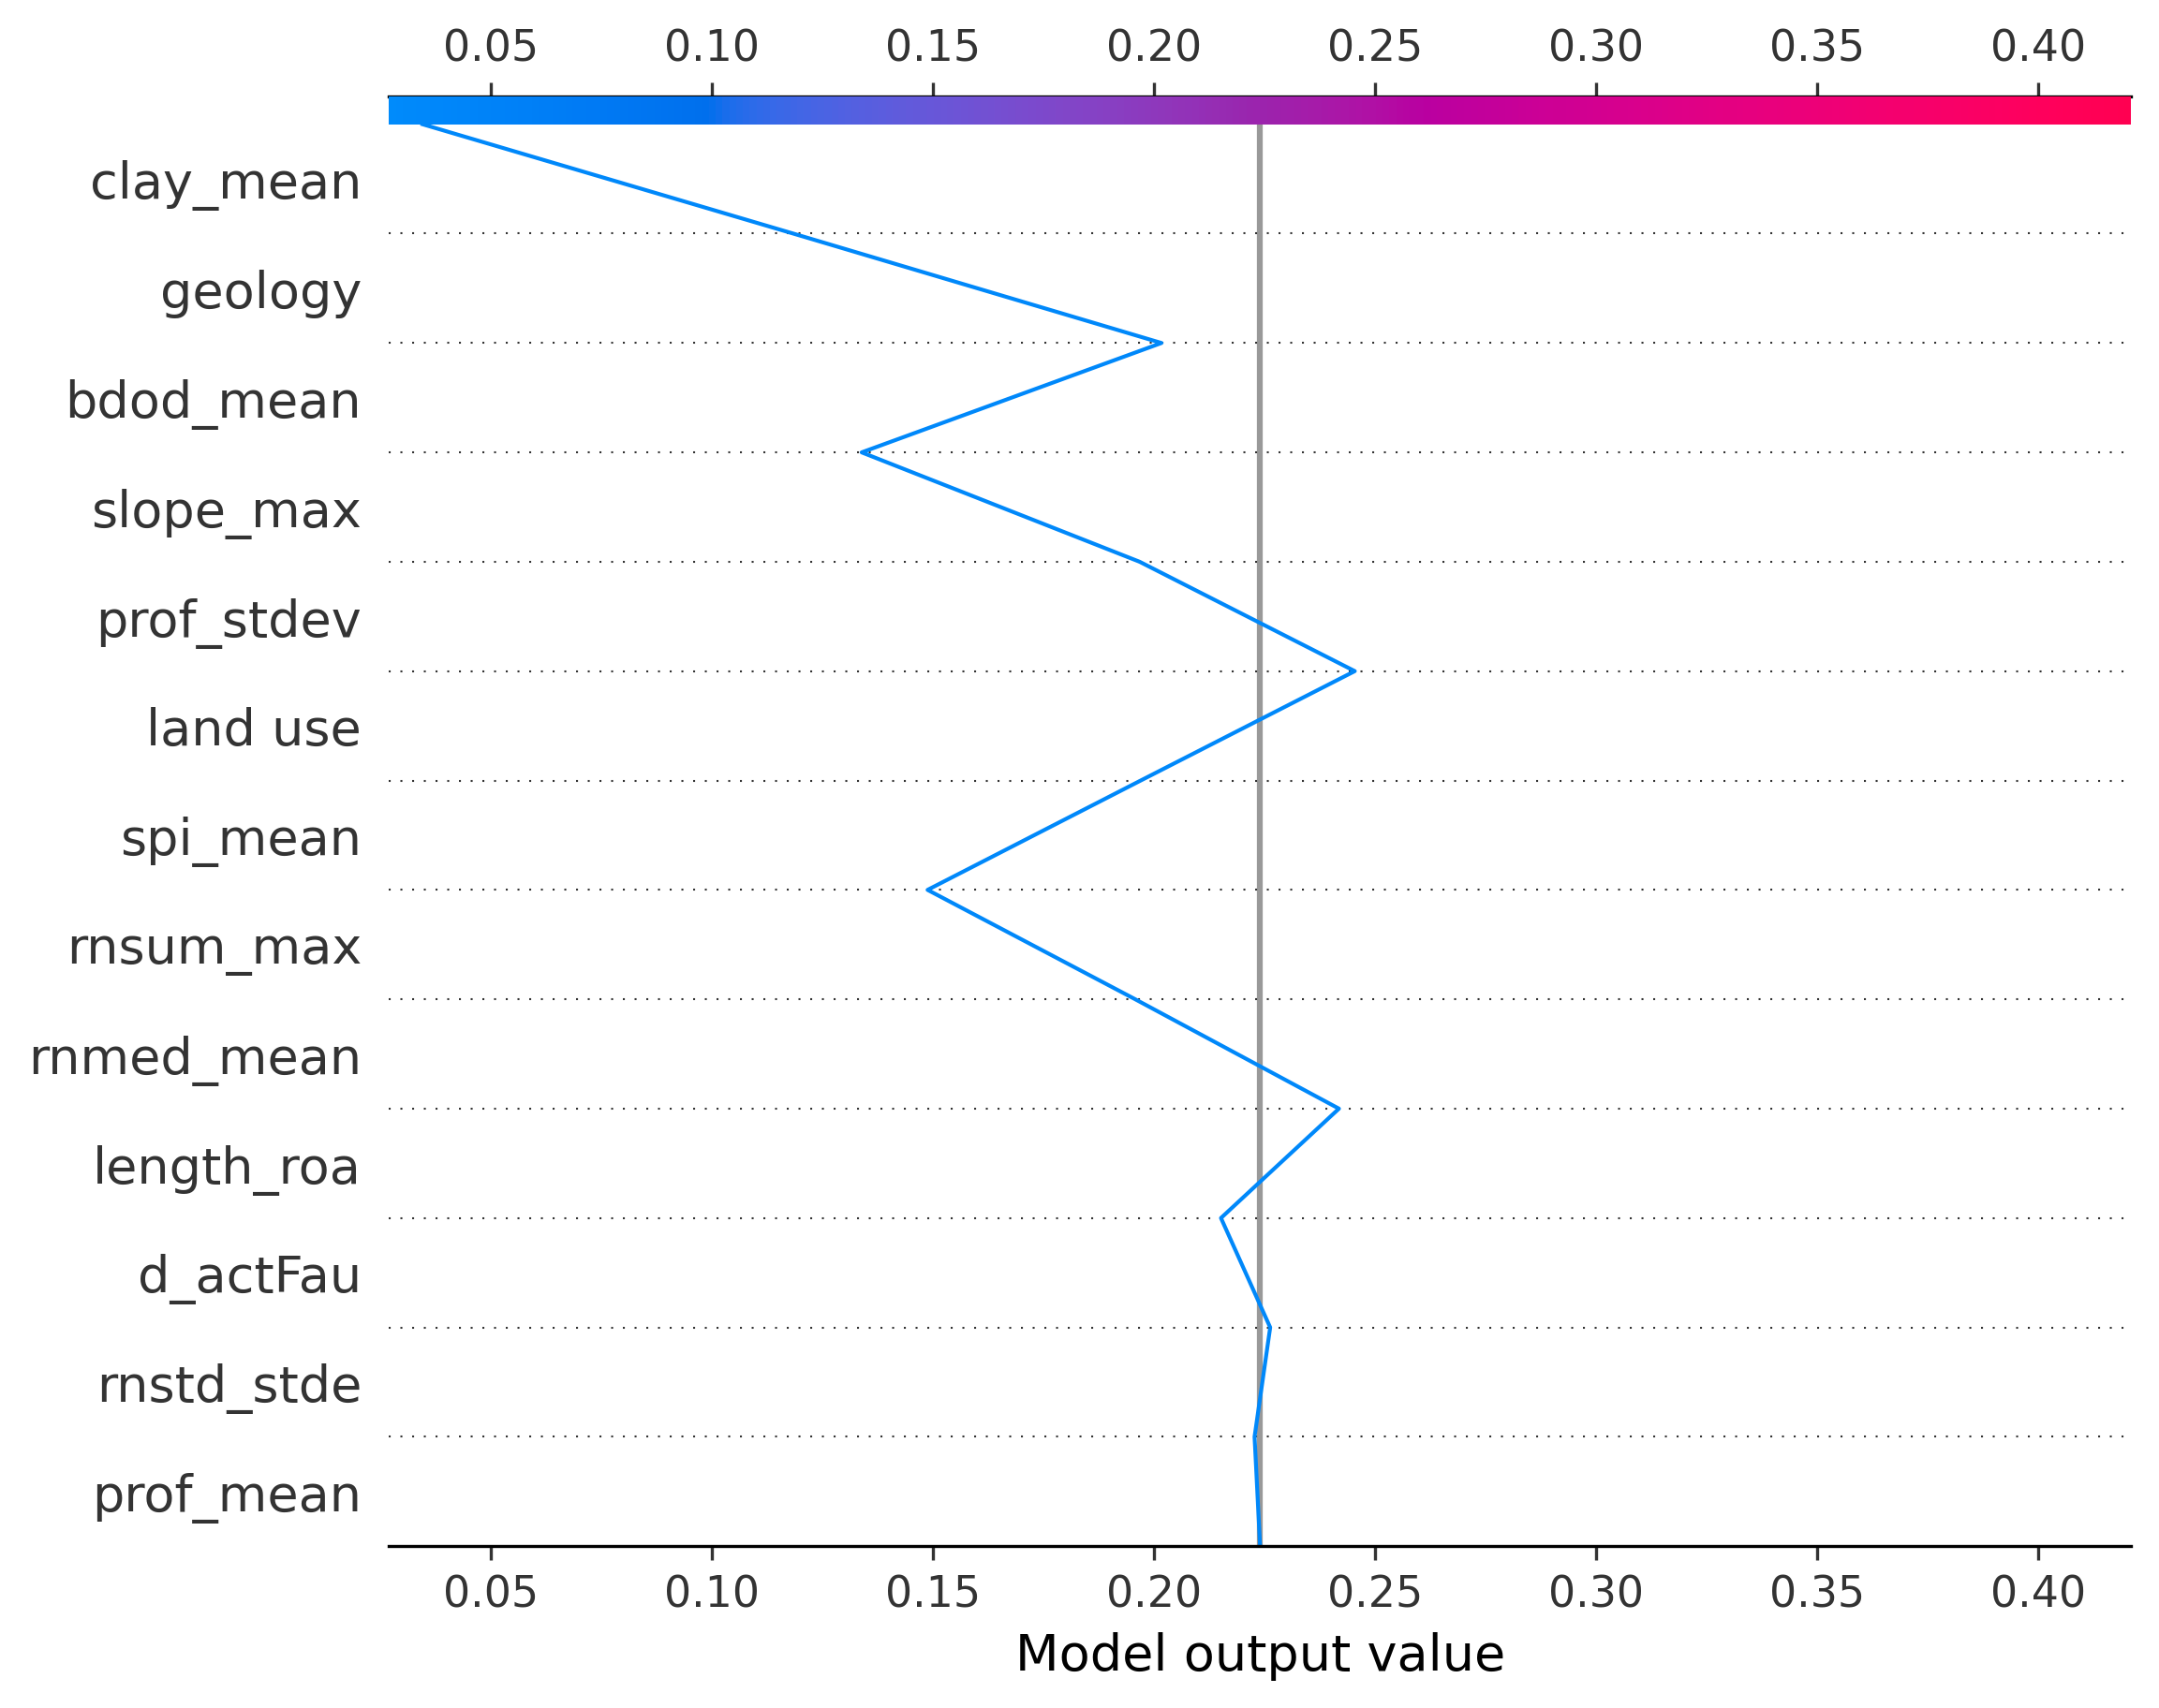 0.05 0.10 0.15 0.20 0.25 0.30 0.35 0.40
clay_mean
geology
bdod_mean
slope_max
prof_stdev
land use
spi_mean
rnsum_max
rnmed_mean
length_roa
d_actFau
rnstd_stde
prof_mean
0.05 0.10 0.15 0.20 0.25 0.30 0.35 0.40
Model output value